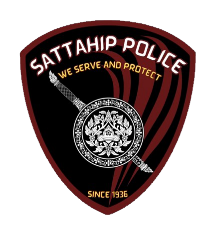 SATTAHIP POLICE
WE SERVE AND PROTECT
SINCE 1936